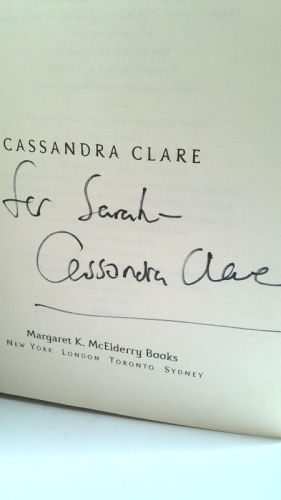 CASSANDRA CLARE
for Sarah–
Cassandra Clare
Margaret K. McElderry Books
NEW YORK LONDON TORONTO SYDNEY